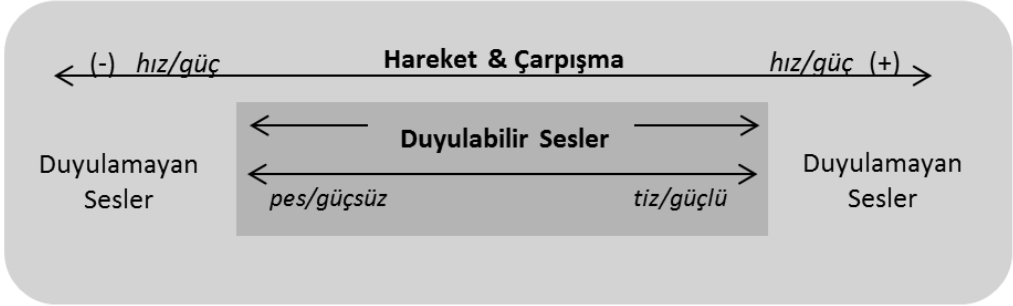 Hareket & Çarpışma
(-) hız/güç
hız/güç (+)
Duyulabilir Sesler
Duyulamayan
Sesler
Duyulamayan
Sesler
pes/güçsüz
tiz/güçlü